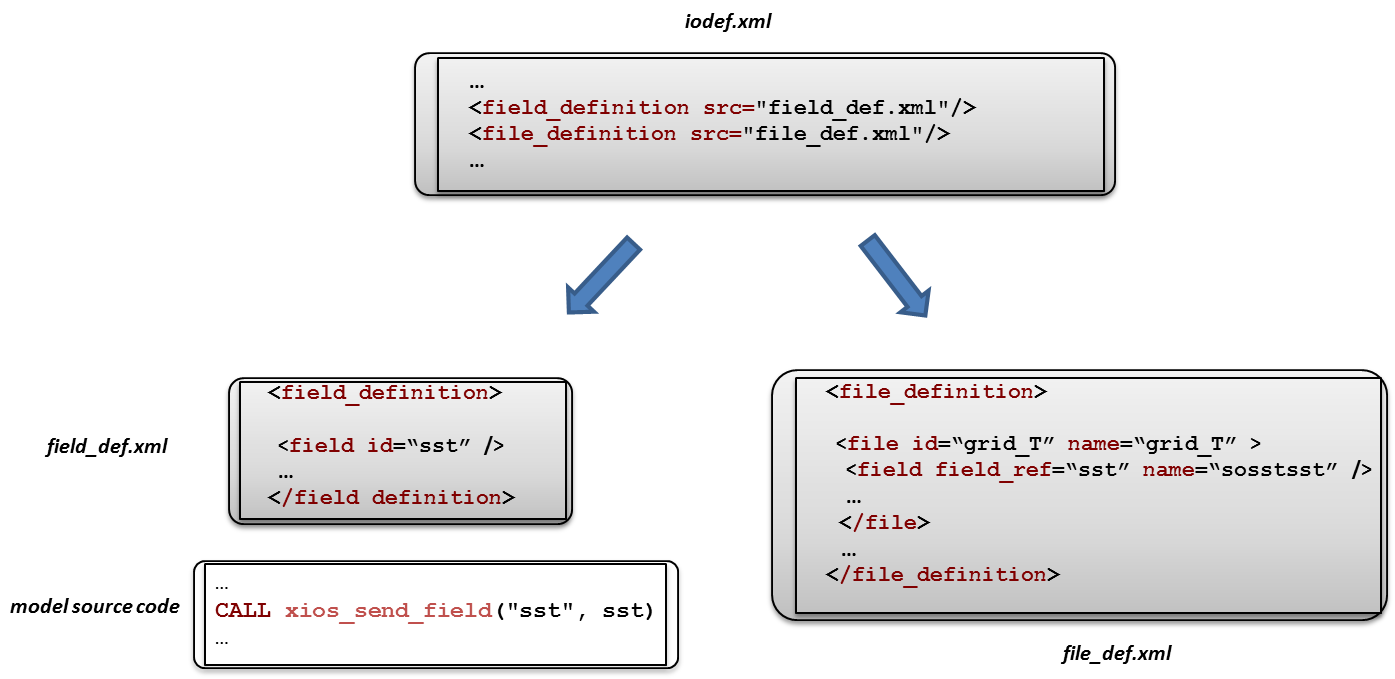 iodef.xml
…
<field_definition src="field_def.xml"/>
<file_definition src="file_def.xml"/>
…
field_def.xml
<field_definition>
<field id=“sst” />
…
</field definition>
model source code
…
CALL xios_send_field("sst", sst)
…
<file_definition>
<file id=“grid_T” name=“grid_T” >
<field field_ref=“sst” name=“sosstsst” />
…
</file>
…
</file_definition>
file_def.xml